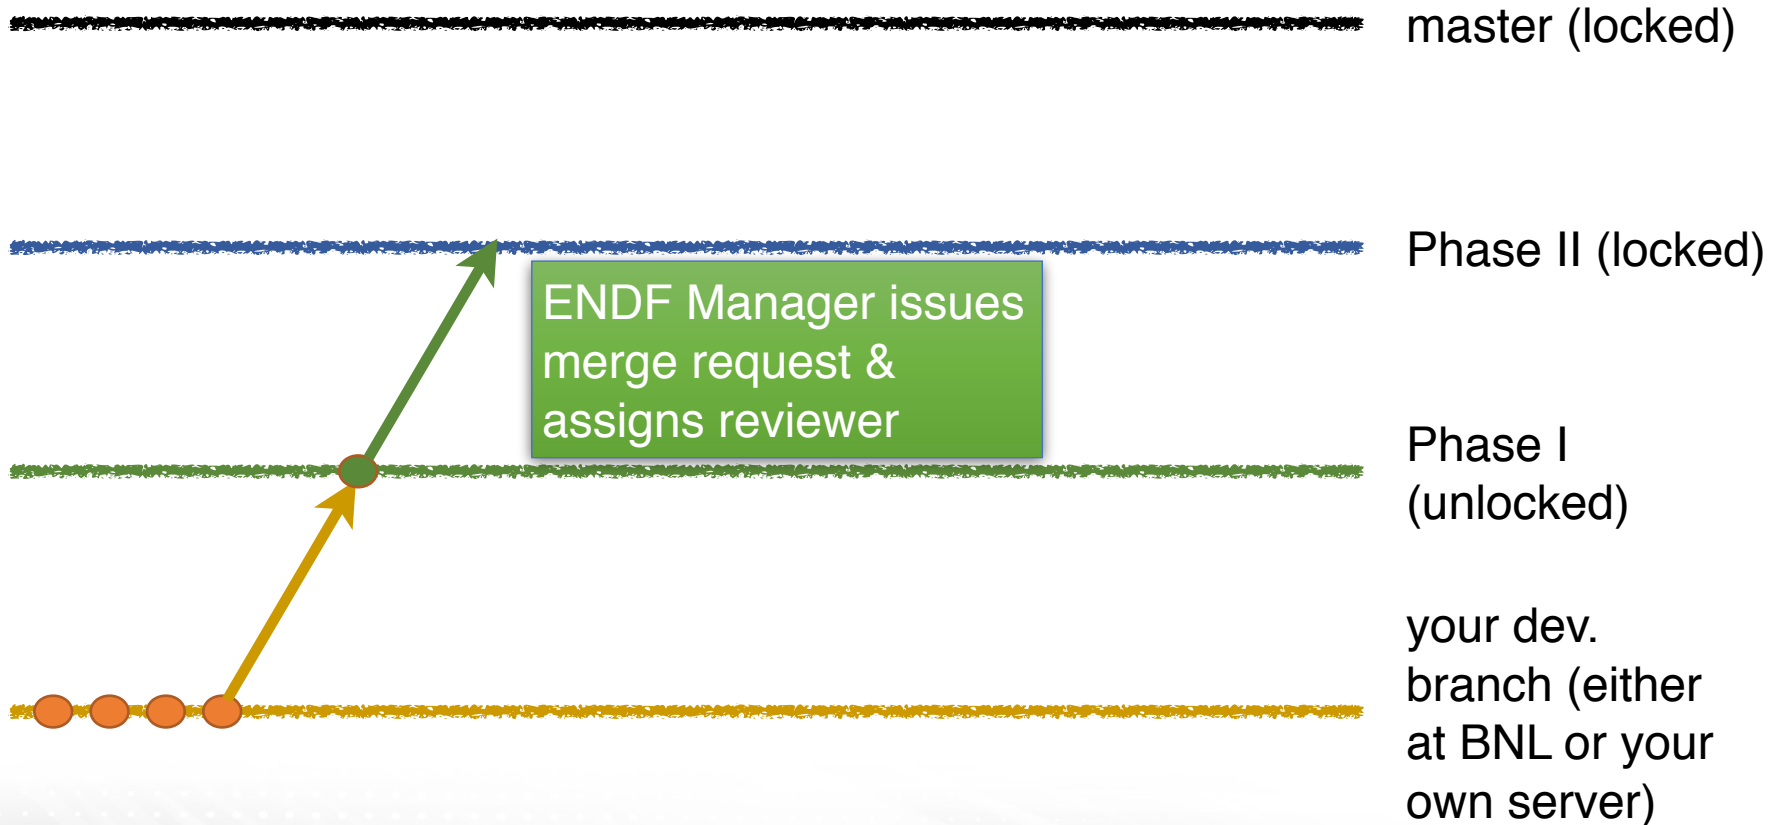 master (locked)
Phase II (locked)
ENDF Manager issues
merge request &
assigns reviewer
Phase I
(unlocked)
your dev.
branch (either
at BNL or your
own server)